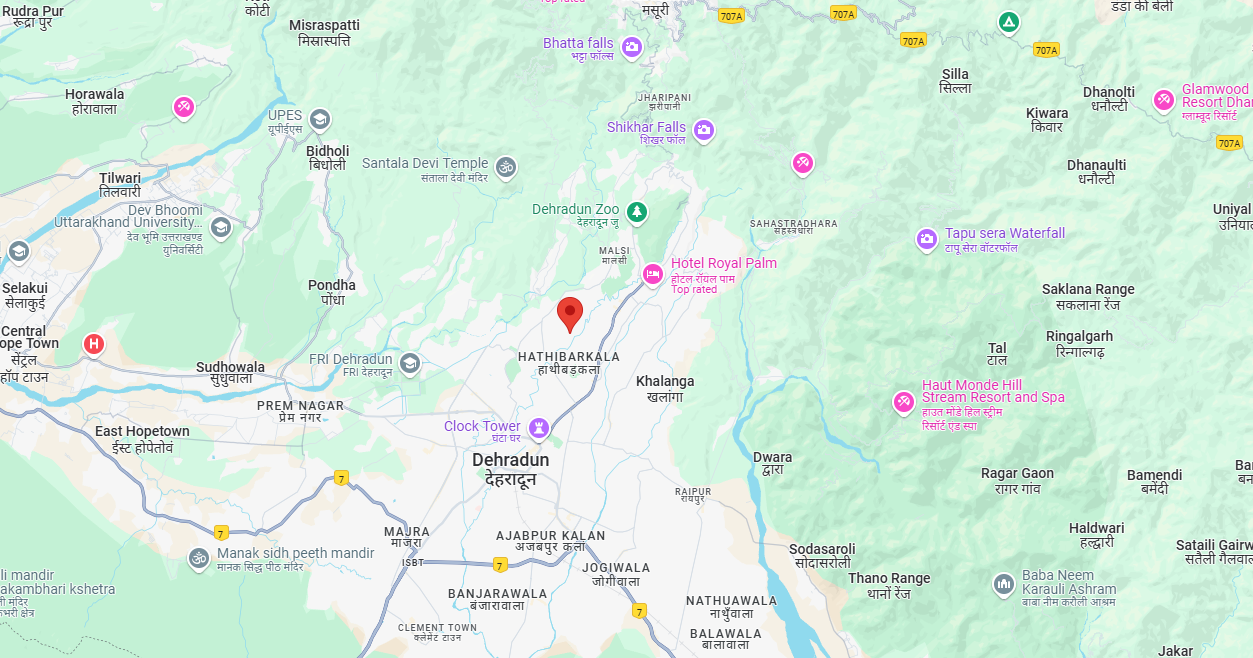 Rudra Pur
रूद्रा पुर
कोटी
Misraspatti
मिस्रास्पत्ति
Top rated
मसूरी
707A
707A
707A
707A
707A
डडा की बेली
Bhatta falls
भट्टा फॉल्स
Silla
सिल्ला
Dhanolti
धनौल्टी
Glamwood
Resort Dhan
ग्लाम्वूद रिसॉर्ट
Horawala
होरावाला
UPES
यूपीईएस
JHARIPANI
झरीपानी
Shikhar Falls
शिखर फॉल
Kiwara
किवार
Bidholi
बिधोली
Santala Devi Temple
संताला देवी मंदिर
Dhanaulti
धनौल्टी
Tilwari
तिलवारी
Dev Bhoomi
Uttarakhand University...
देव भूमि उत्तराखण्ड
युनिवर्सिटी
Dehradun Zoo
देहरादून जू
SAHASTRADHARA
सहस्त्रधारा
Uniyal
Tapu sera Waterfall
टापू सेरा वॉटरफॉल
MALSI
मालसी
Hotel Royal Palm
होटल रॉयल पाम
Top rated
Selakui
सेलाकुई
Pondha
पोंधा
Saklana Range
सकलाना रेंज
Central
ope Town
सेंट्रल
हॉप टाउन
H
Ringalgarh
रिन्गाल्गढ़
Tal
टाल
HATHIBARKALA
हाथीबड़कला
FRI Dehradun
FRI देहरादून
Sudhowala
सुधुवाला
Khalanga
खलांगा
Haut Monde Hill
Stream Resort and Spa
हाउत मोंडे हिल स्ट्रीम
रिसॉर्ट एंड स्पा
PREM NAGAR
प्रेम नगर
East Hopetown
ईस्ट होपेतोवं
Clock Tower
घंटा घर
Dehradun
देहरादून
Dwara
द्वारा
Ragar Gaon
रागर गांव
Bamendi
बमेंदी
7
RAIPUR
रायपुर
7
MAJRA
माजरा
AJABPUR KALAN
अजबपुर कलां
Haldwari
हल्द्वारी
Sodasaroli
सोदासरोली
Sataili Gairw
Manak sidh peeth mandir
मानक सिद्ध पीठ मंदिर
ISBT
7
JOGIWALA
जोगीवाला
Thano Range
थानों रेंज
Baba Neem
Karauli Ashram
बाबा नीम करौली आश्रम
li mandir
akambhari kshetra
BANJARAWALA
बंजारावाला
7
NATHUAWALA
नाथुँवाला
CLEMENT TOWN
क्लेमेंट टाउन
BALAWALA
बालावाला
Jakar